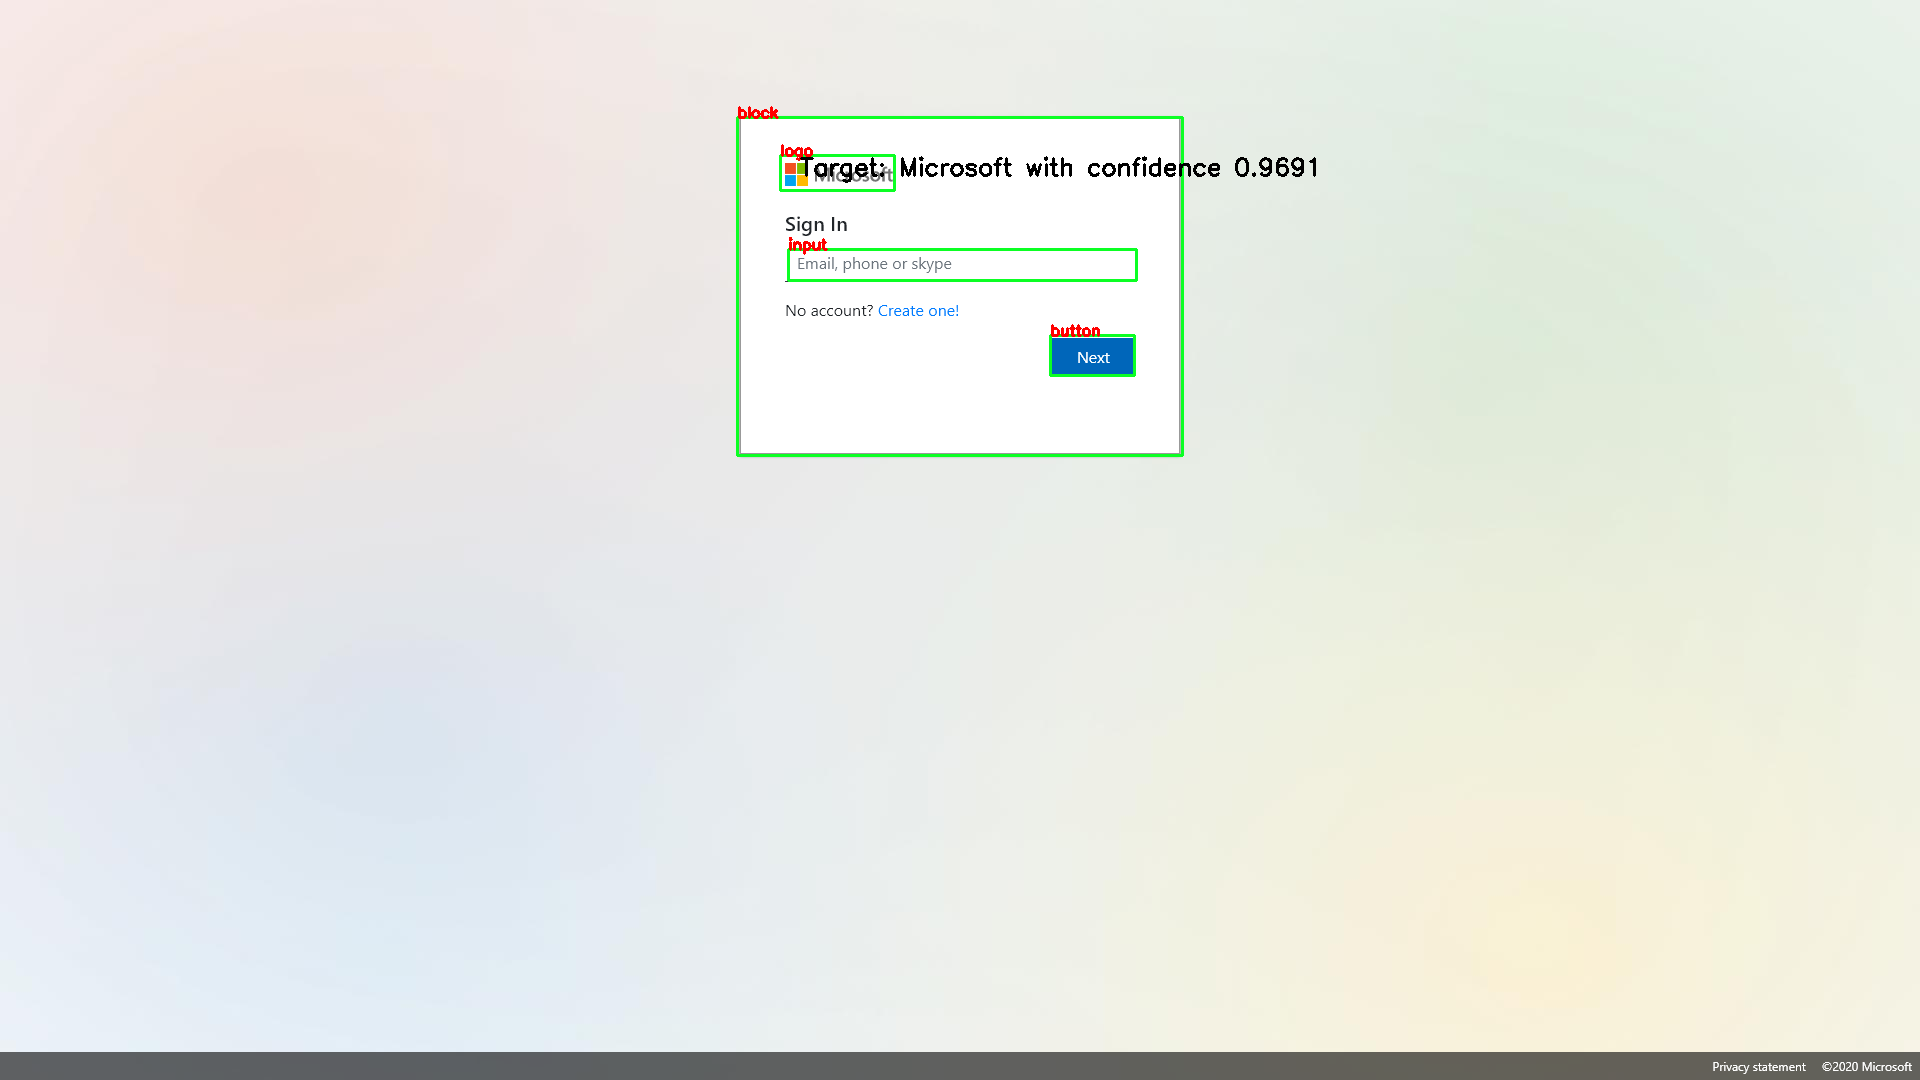 block
logo
Target: Microsoft with confidence 0.9691
Microsoft
Sign In
input
Email, phone or skype
No account? Create one!
button
Next
Privacy statement ©2020 Microsoft